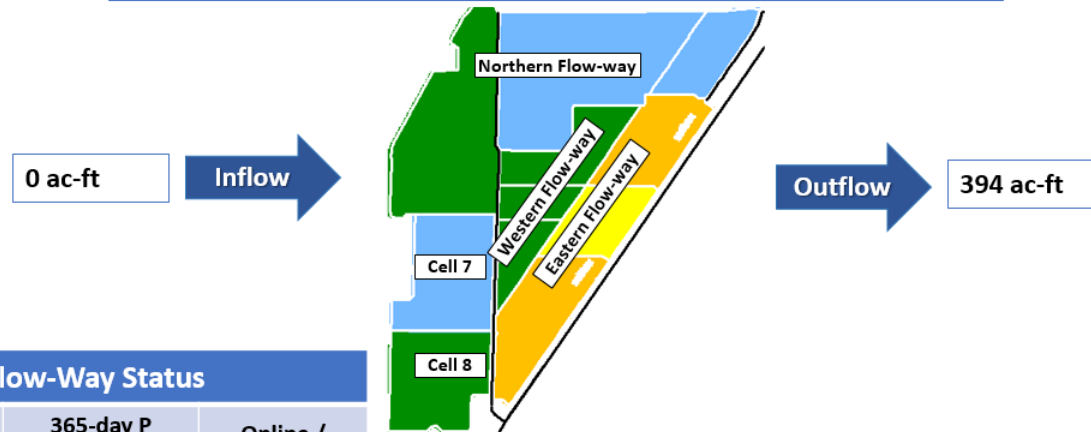 Northern Flow-way
0 ac-ft
Inflow
Western Flow-way
Eastern Flow-way
Outflow
394 ac-ft
Cell 7
Cell 8
low-Way Status
365-day P
Online /